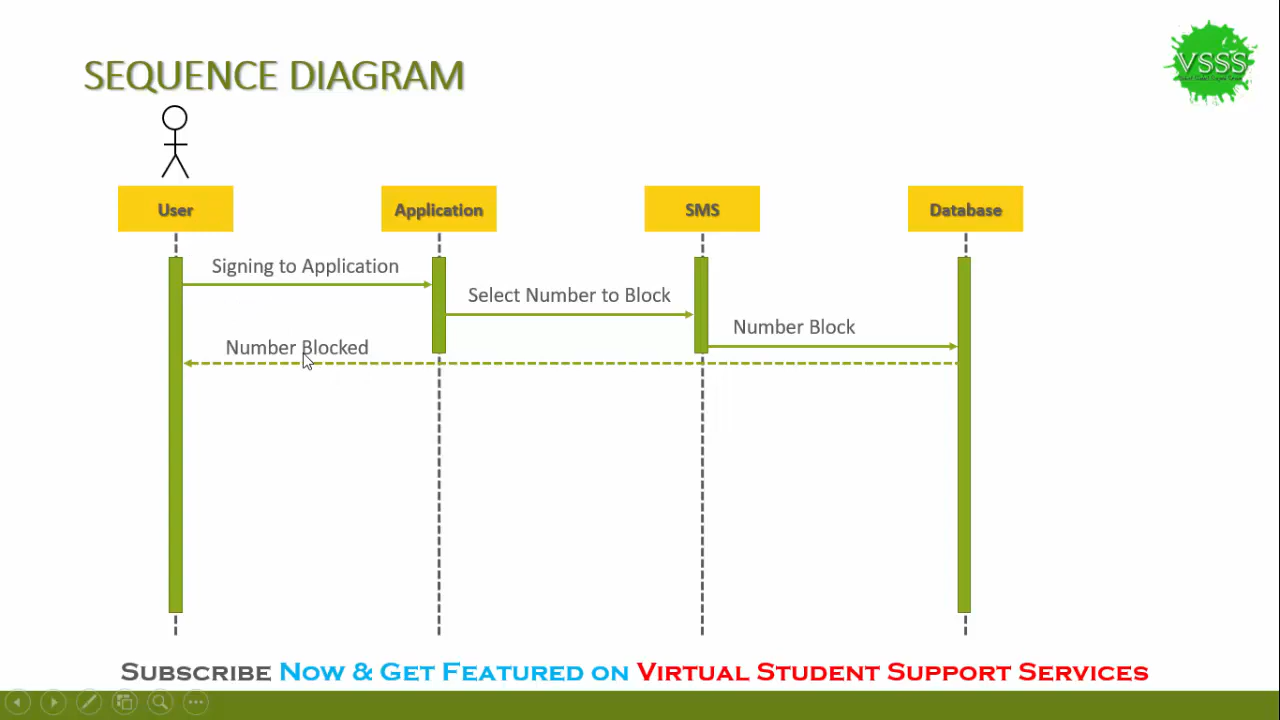 SEQUENCE DIAGRAM
VSSS
User
Application
SMS
Database
Signing to Application
Select Number to Block
Number Block
Number Blocked
Subscribe Now & Get Featured on Virtual Student Support Services